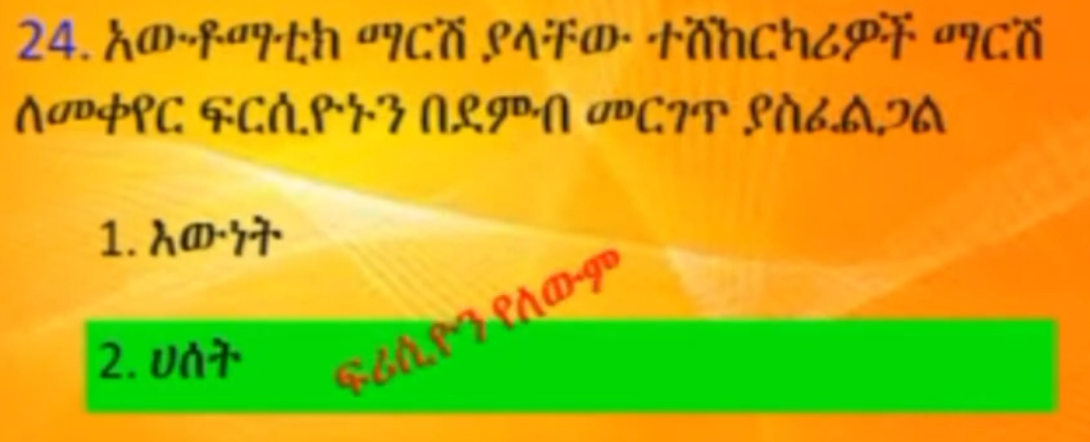 24. አውቶማቲክ ማርሽ ያላቸው ተሽከርካሪዎች ማርሽ
ለመቀየር ፍርሲዮኑን በደምብ መርገጥ ያስፈልጋል
1. እውነት
2. ሀሰት
ፍሪሲዮን የለውም